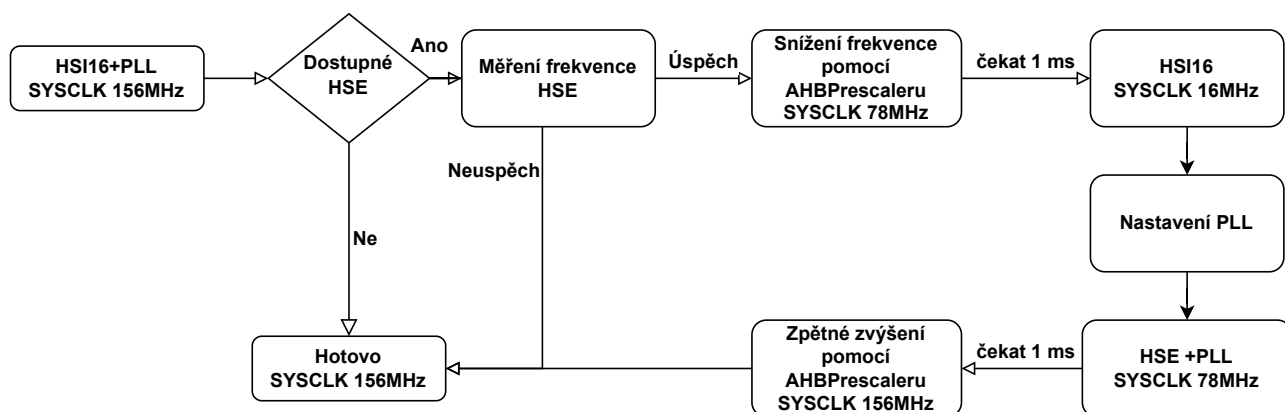 HSI16+PLL
SYSCLK 156MHz
Dostupné
HSE
Ano
Měření frekvence
HSE
Úspěch
Snížení frekvence
pomocí
AHBPrescaleru
SYSCLK 78MHz
čekat 1 ms
HSI16
SYSCLK 16MHz
Neuspěch
Nastavení PLL
Ne
Hotovo
SYSCLK 156MHz
Zpětné zvýšení
pomocí
AHBPrescaleru
SYSCLK 156MHz
čekat 1 ms
HSE +PLL
SYSCLK 78MHz